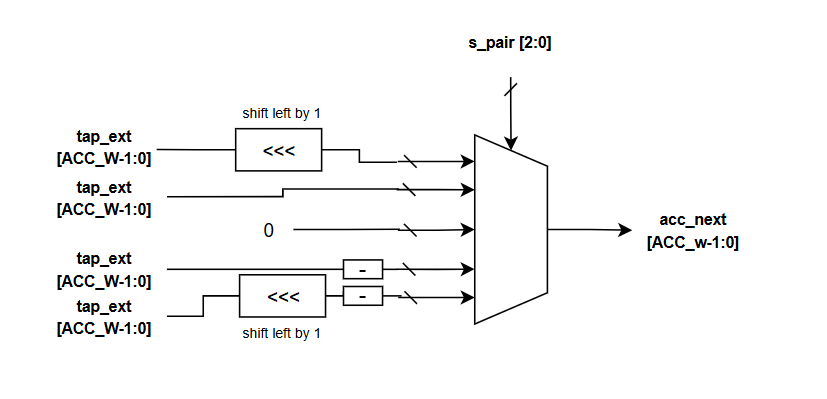 s_pair [2:0]
shift left by 1
tap_ext
[ACC_W-1:0]
<<<
tap_ext
[ACC_W-1:0]
0
acc_next
[ACC_w-1:0]
tap_ext
[ACC_W-1:0]
-
tap_ext
[ACC_W-1:0]
<<<
-
shift left by 1